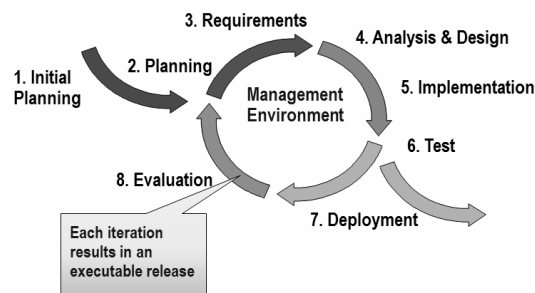 3. Requirements
4. Analysis & Design
2. Planning
1. Initial
Planning
5. Implementation
Management
Environment
6. Test
8. Evaluation
7. Deployment
Each iteration
results in an
executable release